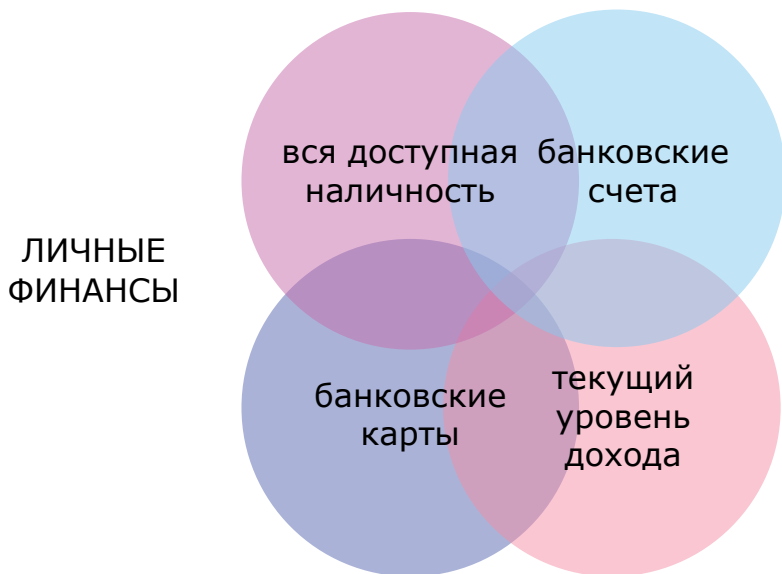 ЛИЧНЫЕ
ФИНАНСЫ
вся доступная
наличность
банковские
счета
банковские
карты
текущий
уровень
дохода